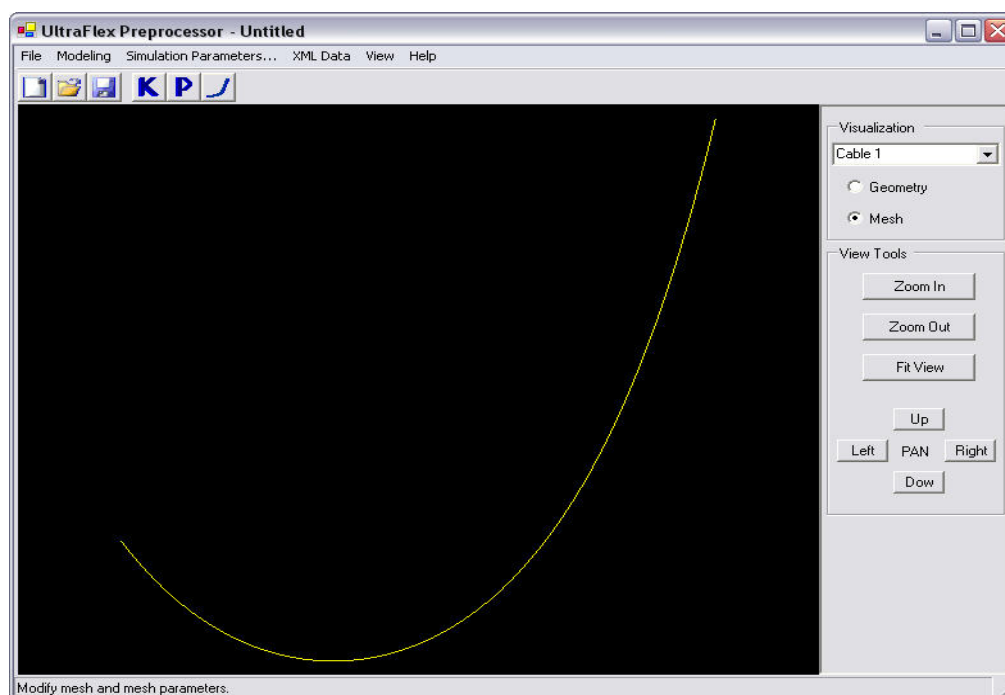 UltraFlex Preprocessor - Untitled
File Modeling Simulation Parameters... XML Data View Help
K P
Visualization
Cable 1
Geometry
Mesh
View Tools
Zoom In
Zoom Out
Fit View
Up
Left PAN Right
Dow
Modify mesh and mesh parameters.